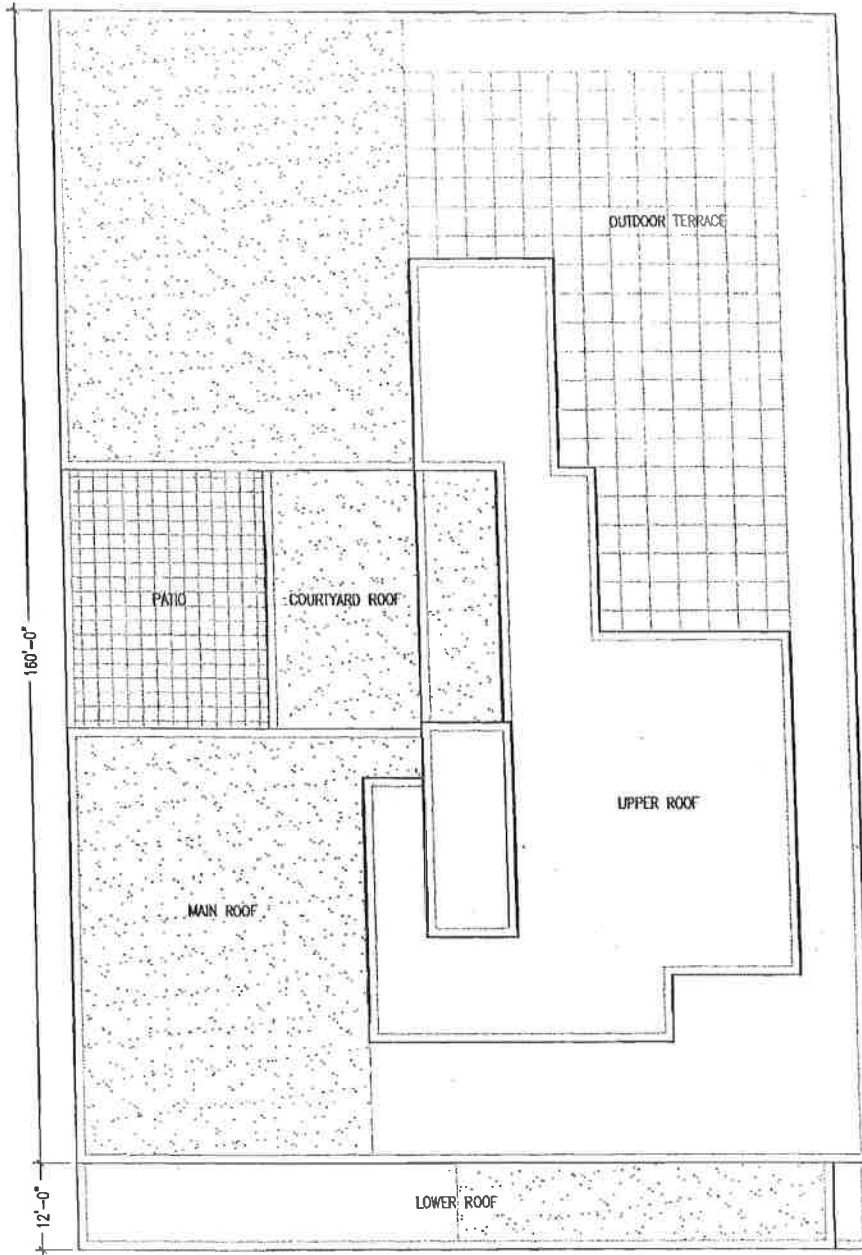 OUTDOOR TERRACE
PATIO
COURTYARD ROOF
160'-0"
UPPER ROOF
MAIN ROOF
LOWER ROOF
12'-0"